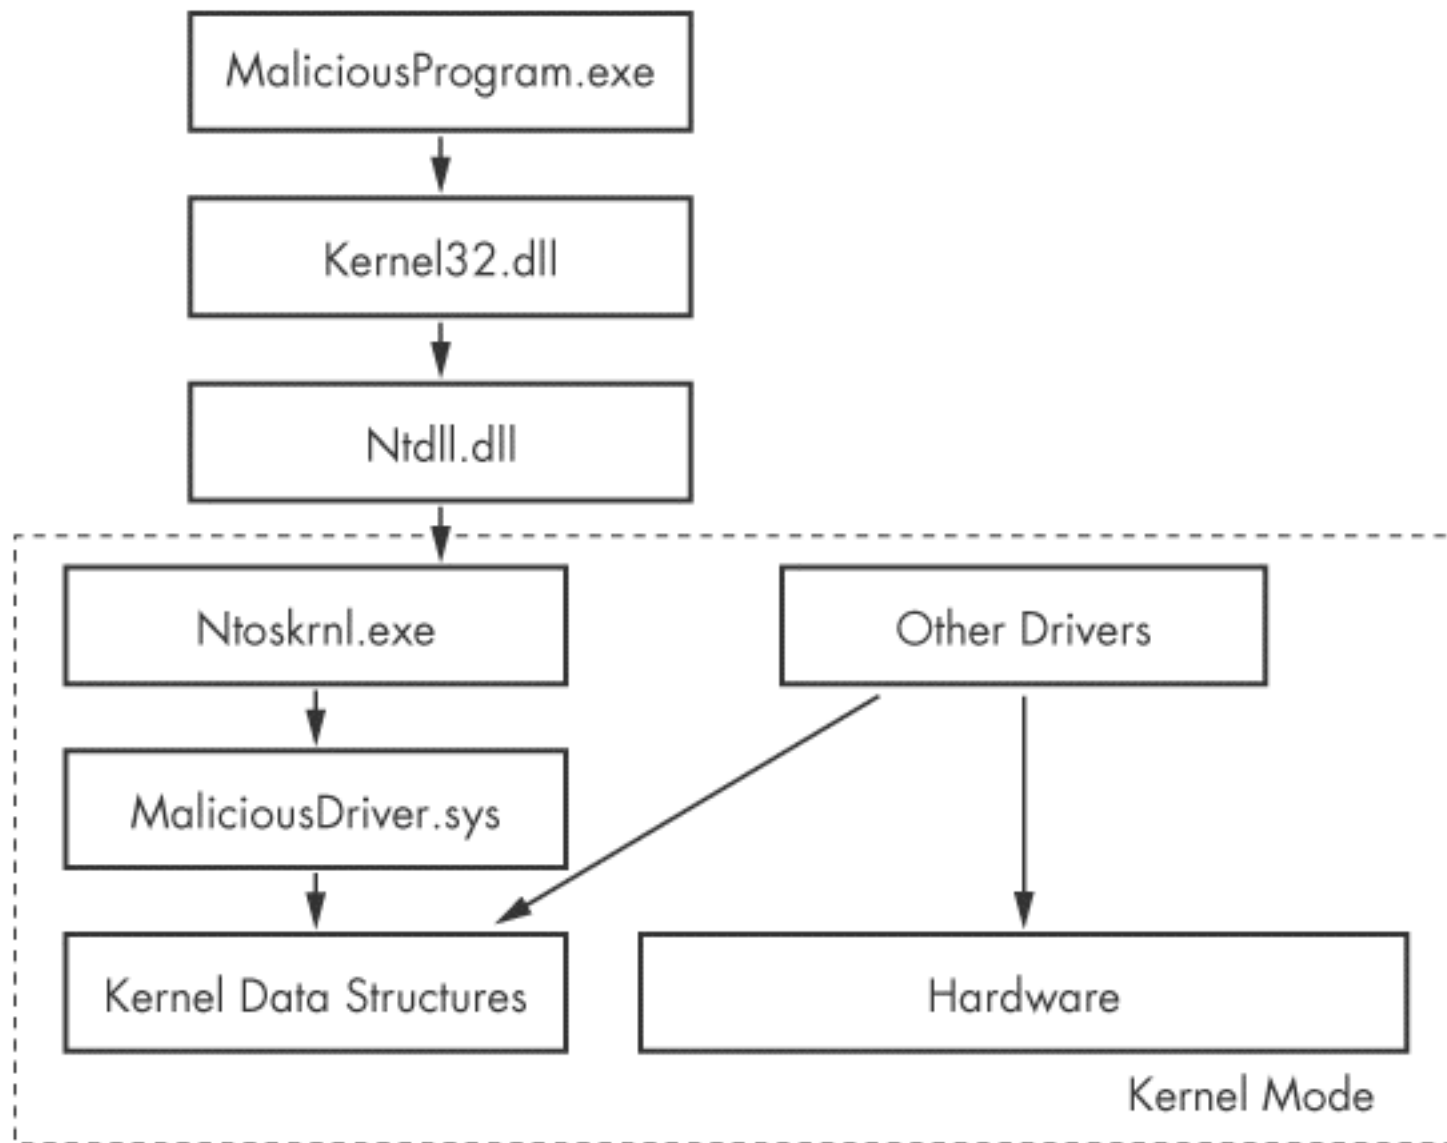 MaliciousProgram.exe
Kernel32.dll
Ntdll.dll
Ntoskrnl.exe
Other Drivers
MaliciousDriver.sys
Kernel Data Structures
Hardware
Kernel Mode